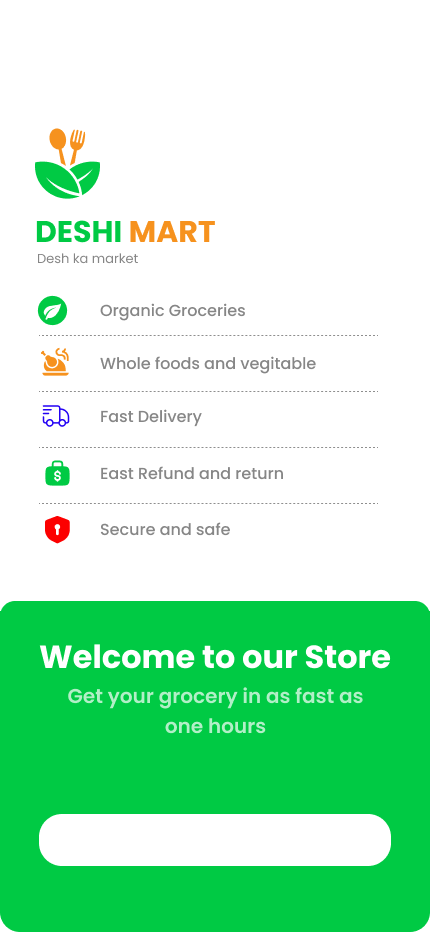 DESHI MART
Desh ka market
Organic Groceries
Whole foods and vegitable
Fast Delivery
$
East Refund and return
Secure and safe
Welcome to our Store
Get your grocery in as fast as
one hours